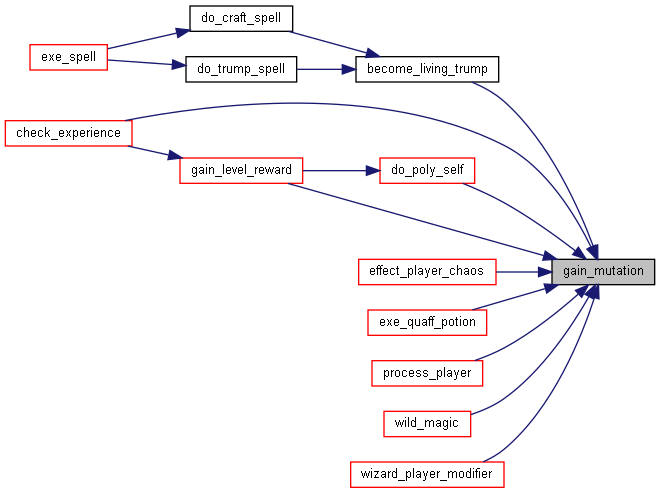 do_craft_spell
exe_spell
do_trump_spell
become_living_trump
check_experience
gain_level_reward
do_poly_self
effect_player_chaos
gain_mutation
exe_quaff_potion
process_player
wild_magic
wizard_player_modifier